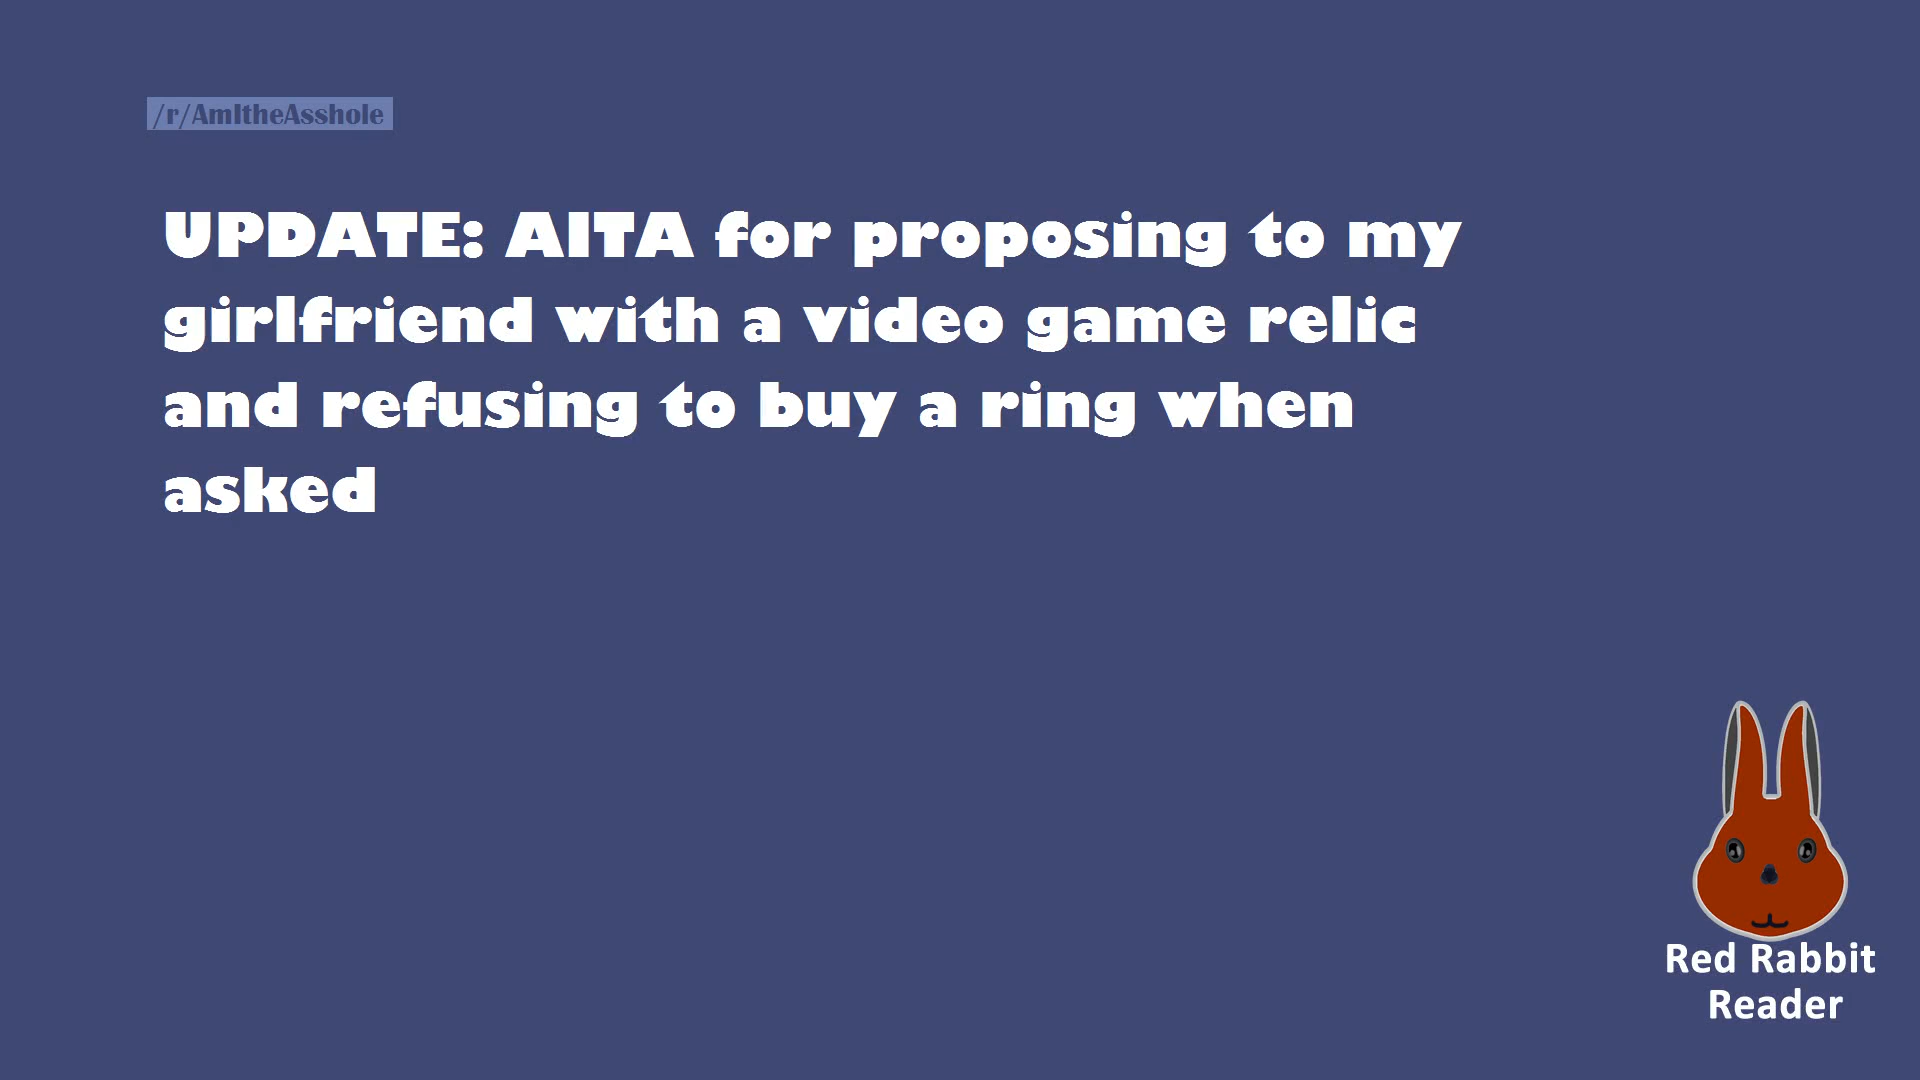 /r/AmItheAsshole
UPDATE: AITA for proposing to my
girlfriend with a video game relic
and refusing to buy a ring when
asked
Red Rabbit
Reader